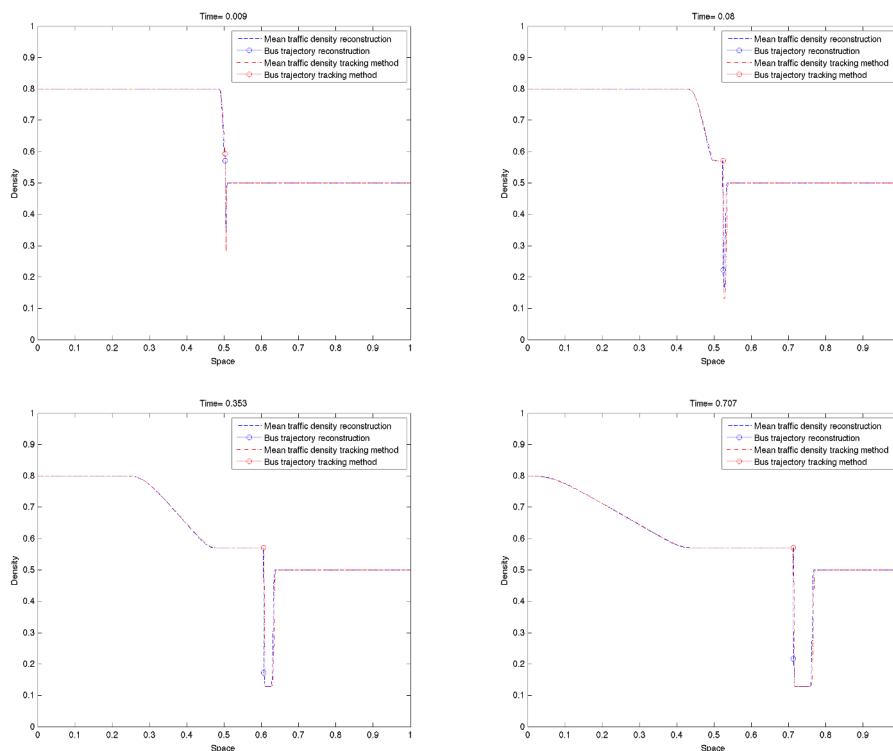 Time= 0.009
Mean traffic density reconstruction
Bus trajectory reconstruction
Mean traffic density tracking method
Bus trajectory tracking method
1
0.9
0.8
0.7
0.6
0.5
0.4
0.3
0.2
0.1
0
Density
0 0.1 0.2 0.3 0.4 0.5 0.6 0.7 0.8 0.9 1
Space
Time= 0.08
Mean traffic density reconstruction
Bus trajectory reconstruction
Mean traffic density tracking method
Bus trajectory tracking method
1
0.9
0.8
0.7
0.6
0.5
0.4
0.3
0.2
0.1
0
Density
0 0.1 0.2 0.3 0.4 0.5 0.6 0.7 0.8 0.9
Space
Time= 0.353
Mean traffic density reconstruction
Bus trajectory reconstruction
Mean traffic density tracking method
Bus trajectory tracking method
1
0.9
0.8
0.7
0.6
0.5
0.4
0.3
0.2
0.1
0
Density
0 0.1 0.2 0.3 0.4 0.5 0.6 0.7 0.8 0.9 1
Space
Time= 0.707
Mean traffic density reconstruction
Bus trajectory reconstruction
Mean traffic density tracking method
Bus trajectory tracking method
1
0.9
0.8
0.7
0.6
0.5
0.4
0.3
0.2
0.1
0
Density
0 0.1 0.2 0.3 0.4 0.5 0.6 0.7 0.8 0.9
Space